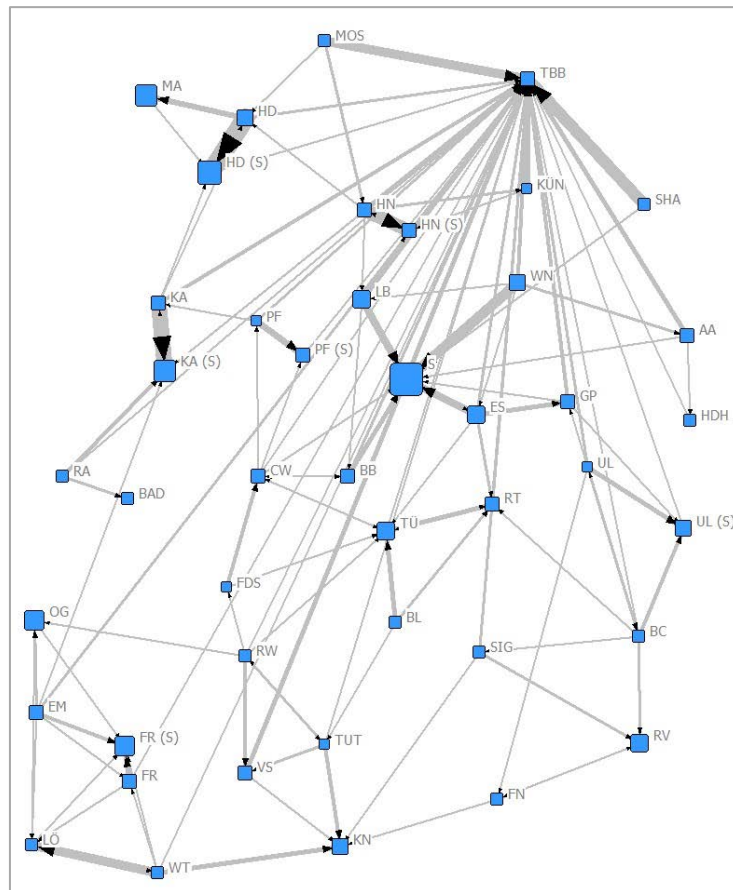 MOS
TBB
MA
HD
HD (S)
KÜN
SHA
HN
HN (S)
WN
LB
KA
PF
AA
PF (S)
S
KA (S)
GP
ES
HDH
UL
RA
CW
BB
BAD
RT
TÜ
UL (S)
FDS
OG
BL
BC
RW
SIG
EM
FR (S)
TUT
RV
VS
FR
FN
LÖ
KN
WT